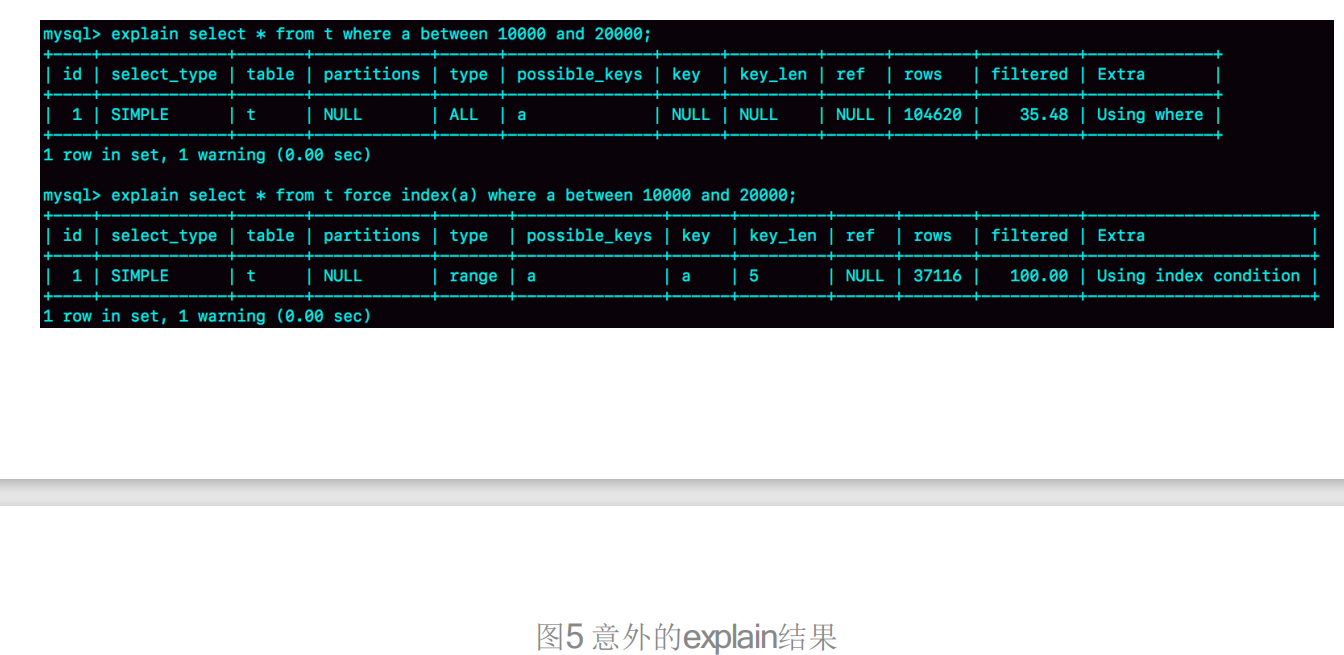 mysql> explain select * from t where a between 10000 and 20000;
+----+-------------+-------+------------+------+---------------+------+---------+------+--------+----------+-------------+
| id | select_type | table | partitions | type | possible_keys | key | key_len | ref | rows | filtered | Extra |
+----+-------------+-------+------------+------+---------------+------+---------+------+--------+----------+-------------+
| 1 | SIMPLE | t | NULL | ALL | a | NULL | NULL | NULL | 104620 | 35.48 | Using where |
+----+-------------+-------+------------+------+---------------+------+---------+------+--------+----------+-------------+
1 row in set, 1 warning (0.00 sec)
mysql> explain select * from t force index(a) where a between 10000 and 20000;
+----+-------------+-------+------------+-------+---------------+------+---------+------+-------+----------+-----------------------+
| id | select_type | table | partitions | type | possible_keys | key | key_len | ref | rows | filtered | Extra |
+----+-------------+-------+------------+-------+---------------+------+---------+------+-------+----------+-----------------------+
| 1 | SIMPLE | t | NULL | range | a | a | 5 | NULL | 37116 | 100.00 | Using index condition |
+----+-------------+-------+------------+-------+---------------+------+---------+------+-------+----------+-----------------------+
1 row in set, 1 warning (0.00 sec)
图5 意外的explain结果